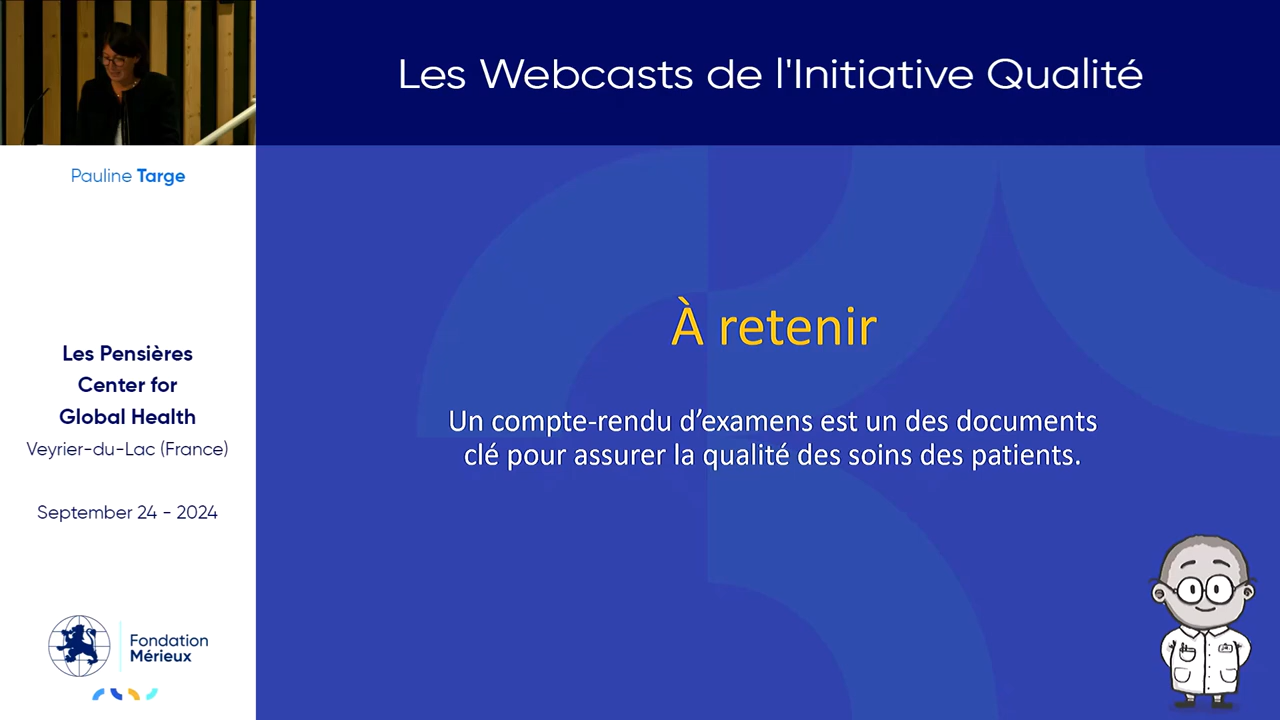 Les Webcasts de l'Initiative Qualité
Pauline Targe
Les Pensières
Center for
Global Health
Veyrier-du-Lac (France)
September 24 - 2024
Fondation
Mérieux
À retenir
Un compte-rendu d’examens est un des documents
clé pour assurer la qualité des soins des patients.